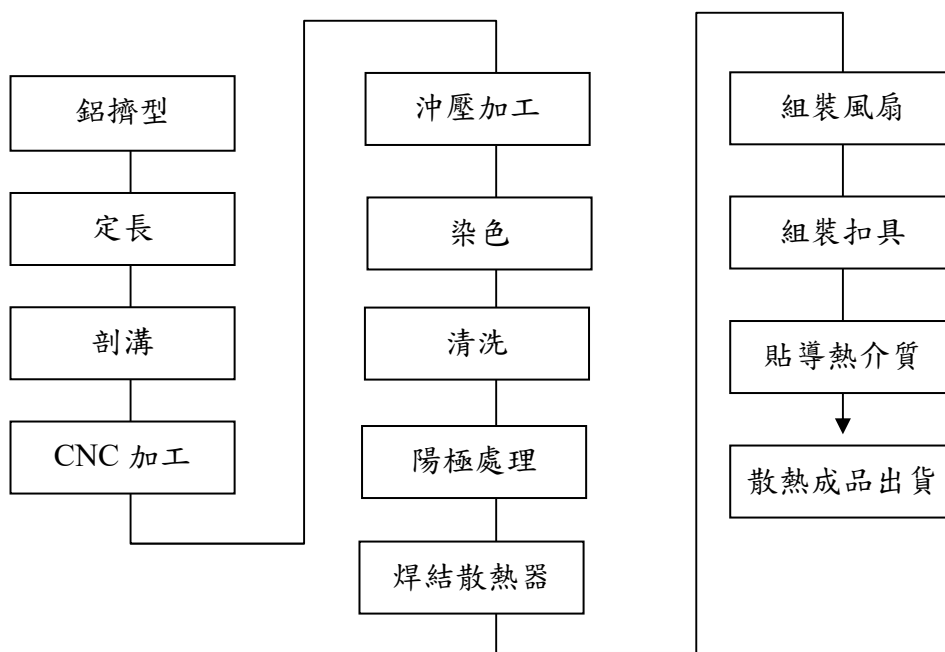 鋁擠型
定長
剖溝
CNC 加工
沖壓加工
染色
清洗
陽極處理
焊結散熱器
組裝風扇
組裝扣具
貼導熱介質
散熱成品出貨